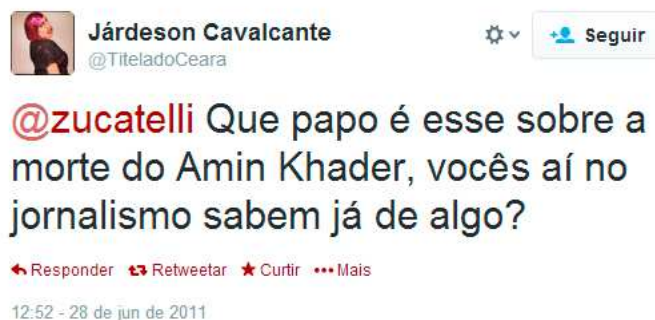 Járdeson Cavalcante
@TiteladoCeara
Seguir
@zucatelli Que papo é esse sobre a
morte do Amin Khader, vocês aí no
jornalismo sabem já de algo?
Responder Retweetar Curtir Mais
12:52 - 28 de jun de 2011